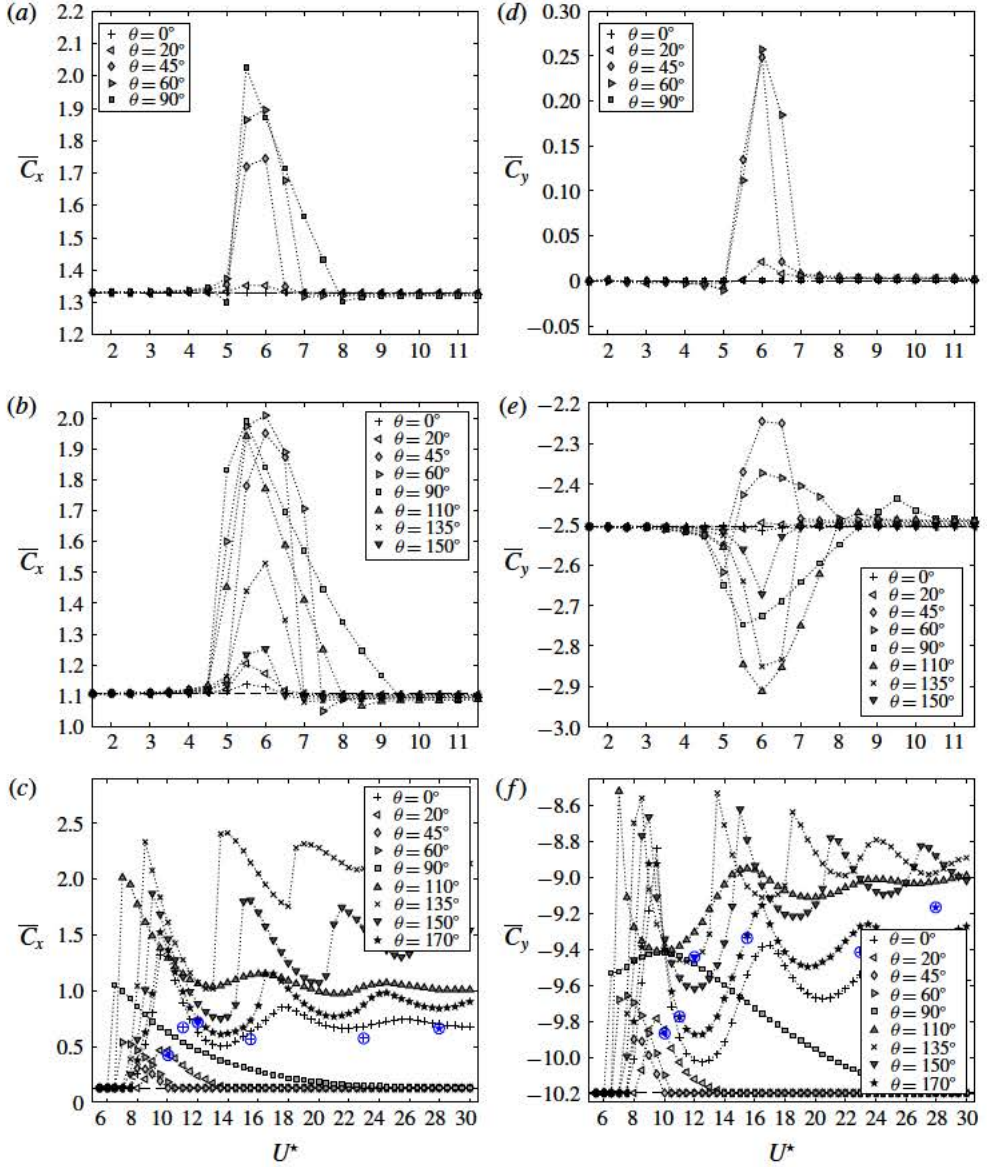 (a)
2.2
2.1
2.0
1.9
1.8
1.7
1.6
1.5
1.4
1.3
1.2
C̅x
θ = 0°
θ = 20°
θ = 45°
θ = 60°
θ = 90°
2 3 4 5 6 7 8 9 10 11
(d)
0.30
0.25
0.20
0.15
0.10
0.05
0
−0.05
C̅y
θ = 0°
θ = 20°
θ = 45°
θ = 60°
θ = 90°
2 3 4 5 6 7 8 9 10 11
(b)
2.0
1.9
1.8
1.7
1.6
1.5
1.4
1.3
1.2
1.1
1.0
C̅x
θ = 0°
θ = 20°
θ = 45°
θ = 60°
θ = 90°
θ = 110°
θ = 135°
θ = 150°
2 3 4 5 6 7 8 9 10 11
(e)
−2.2
−2.3
−2.4
−2.5
−2.6
−2.7
−2.8
−2.9
−3.0
C̅y
θ = 0°
θ = 20°
θ = 45°
θ = 60°
θ = 90°
θ = 110°
θ = 135°
θ = 150°
2 3 4 5 6 7 8 9 10 11
(c)
2.5
2.0
1.5
1.0
0.5
0
C̅x
θ = 0°
θ = 20°
θ = 45°
θ = 60°
θ = 90°
θ = 110°
θ = 135°
θ = 150°
θ = 170°
6 8 10 12 14 16 18 20 22 24 26 28 30
U⋆
(f)
−8.6
−8.8
−9.0
−9.2
−9.4
−9.6
−9.8
−10.0
−10.2
C̅y
θ = 0°
θ = 20°
θ = 45°
θ = 60°
θ = 90°
θ = 110°
θ = 135°
θ = 150°
θ = 170°
6 8 10 12 14 16 18 20 22 24 26 28 30
U⋆